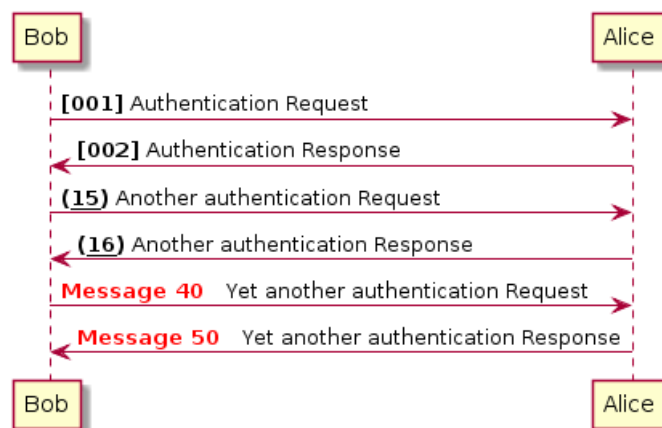 Bob Alice
[001] Authentication Request
[002] Authentication Response
(15) Another authentication Request
(16) Another authentication Response
Message 40 Yet another authentication Request
Message 50 Yet another authentication Response
Bob Alice